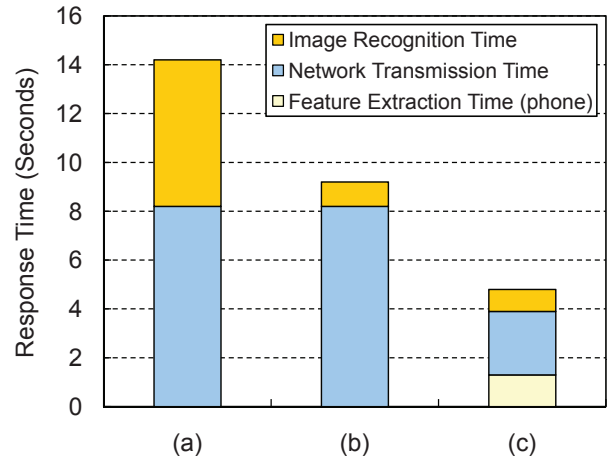 16
14
12
10
8
6
4
2
0
Response Time (Seconds)
Image Recognition Time
Network Transmission Time
Feature Extraction Time (phone)
(a) (b) (c)